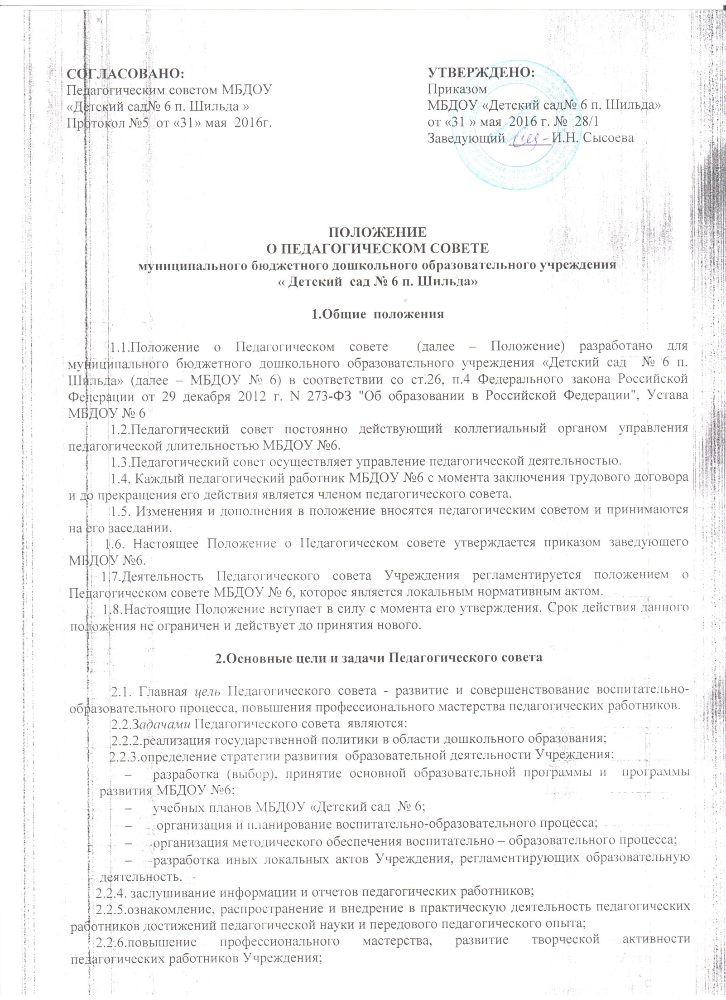 СОГЛАСОВАНО:
Педагогическим советом МБДОУ
«Детский сад№ 6 п. Шильда »
Протокол №5 от «31» мая 2016г.
УТВЕРЖДЕНО:
Приказом
МБДОУ «Детский сад№ 6 п. Шильда»
от «31 » мая 2016 г. № 28/1
Заведующий ______И.Н. Сысоева
ПОЛОЖЕНИЕ
О ПЕДАГОГИЧЕСКОМ СОВЕТЕ
муниципального бюджетного дошкольного образовательного учреждения
« Детский сад № 6 п. Шильда»
1.Общие положения
1.1.Положение о Педагогическом совете (далее – Положение) разработано для
муниципального бюджетного дошкольного образовательного учреждения «Детский сад № 6 п.
Шильда» (далее – МБДОУ № 6) в соответствии со ст.26, п.4 Федерального закона Российской
Федерации от 29 декабря 2012 г. N 273-ФЗ "Об образовании в Российской Федерации", Устава
МБДОУ № 6
1.2.Педагогический совет постоянно действующий коллегиальный органом управления
педагогической длительностью МБДОУ №6.
1.3.Педагогический совет осуществляет управление педагогической деятельностью.
1.4. Каждый педагогический работник МБДОУ №6 с момента заключения трудового договора
и до прекращения его действия является членом педагогического совета.
1.5. Изменения и дополнения в положение вносятся педагогическим советом и принимаются
на его заседании.
1.6. Настоящее Положение о Педагогическом совете утверждается приказом заведующего
МБДОУ №6.
1.7.Деятельность Педагогического совета Учреждения регламентируется положением о
Педагогическом совете МБДОУ № 6, которое является локальным нормативным актом.
1.8.Настоящие Положение вступает в силу с момента его утверждения. Срок действия данного
положения не ограничен и действует до принятия нового.
2.Основные цели и задачи Педагогического совета
2.1. Главная цель Педагогического совета - развитие и совершенствование воспитательно-
образовательного процесса, повышения профессионального мастерства педагогических работников.
2.2.Задачами Педагогического совета являются:
2.2.2.реализация государственной политики в области дошкольного образования;
2.2.3.определение стратегии развития образовательной деятельности Учреждения:
– разработка (выбор), принятие основной образовательной программы и программы
развития МБДОУ №6;
– учебных планов МБДОУ «Детский сад № 6;
– организация и планирование воспитательно-образовательного процесса;
– организация методического обеспечения воспитательно – образовательного процесса;
– разработка иных локальных актов Учреждения, регламентирующих образовательную
деятельность.
2.2.4. заслушивание информации и отчетов педагогических работников;
2.2.5.ознакомление, распространение и внедрение в практическую деятельность педагогических
работников достижений педагогической науки и передового педагогического опыта;
2.2.6.повышение профессионального мастерства, развитие творческой активности
педагогических работников Учреждения;